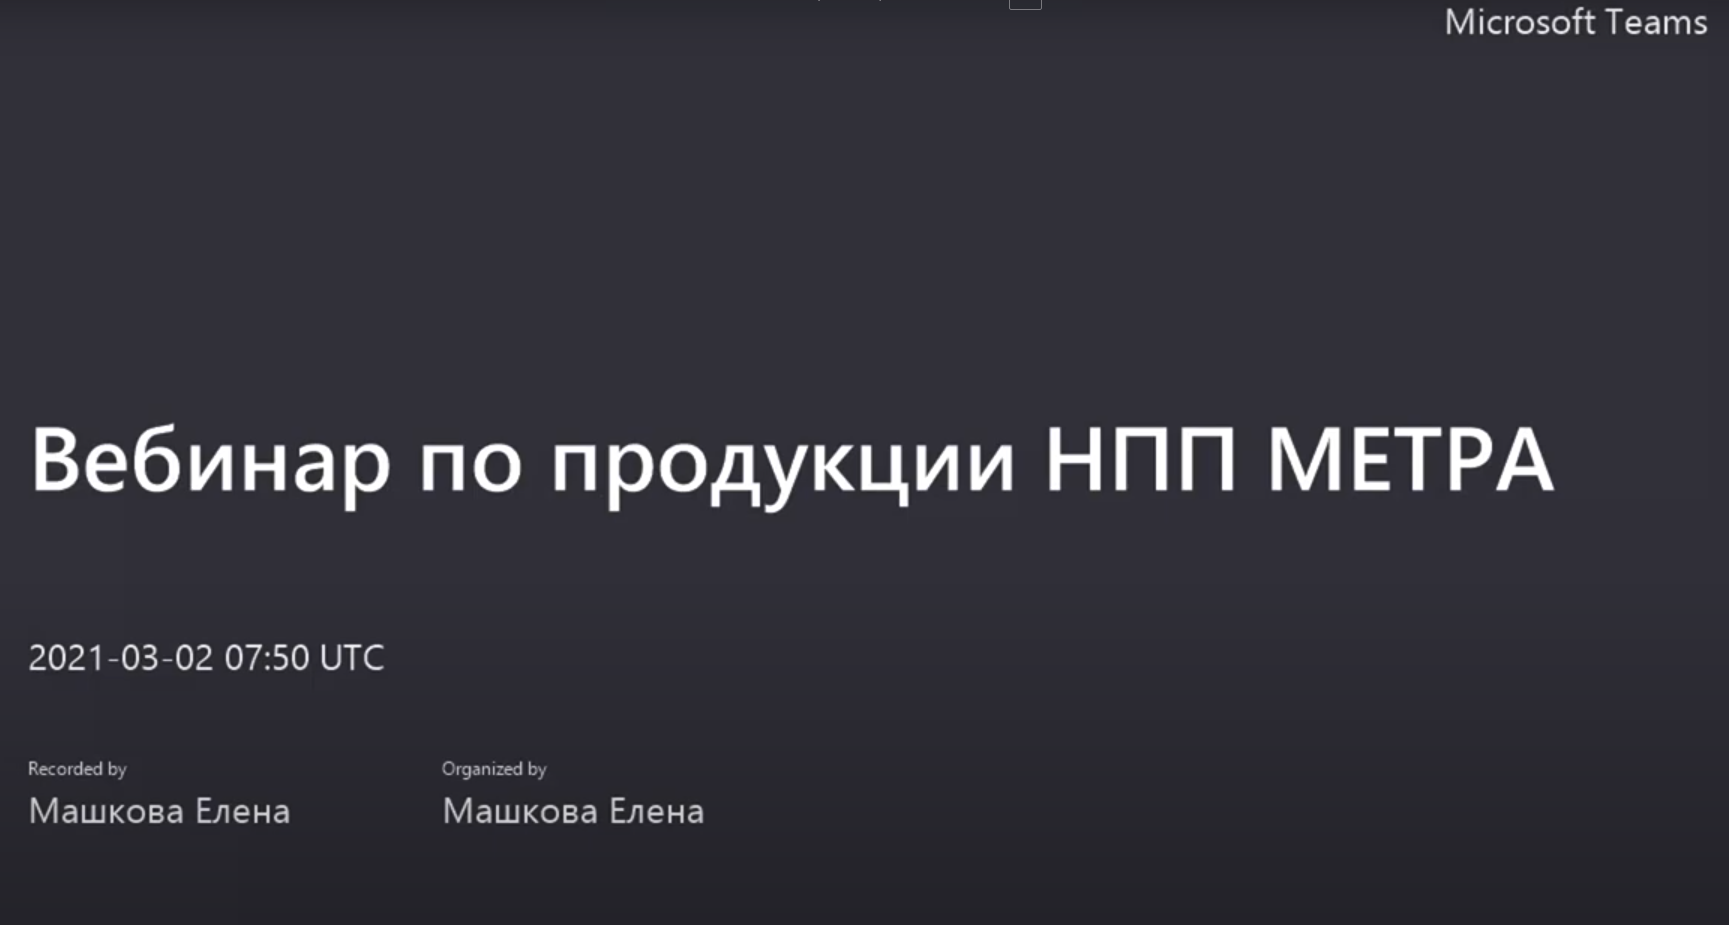 Microsoft Teams
Вебинар по продукции НПП МЕТРА
2021-03-02 07:50 UTC
Recorded by
Organized by
Машкова Елена
Машкова Елена